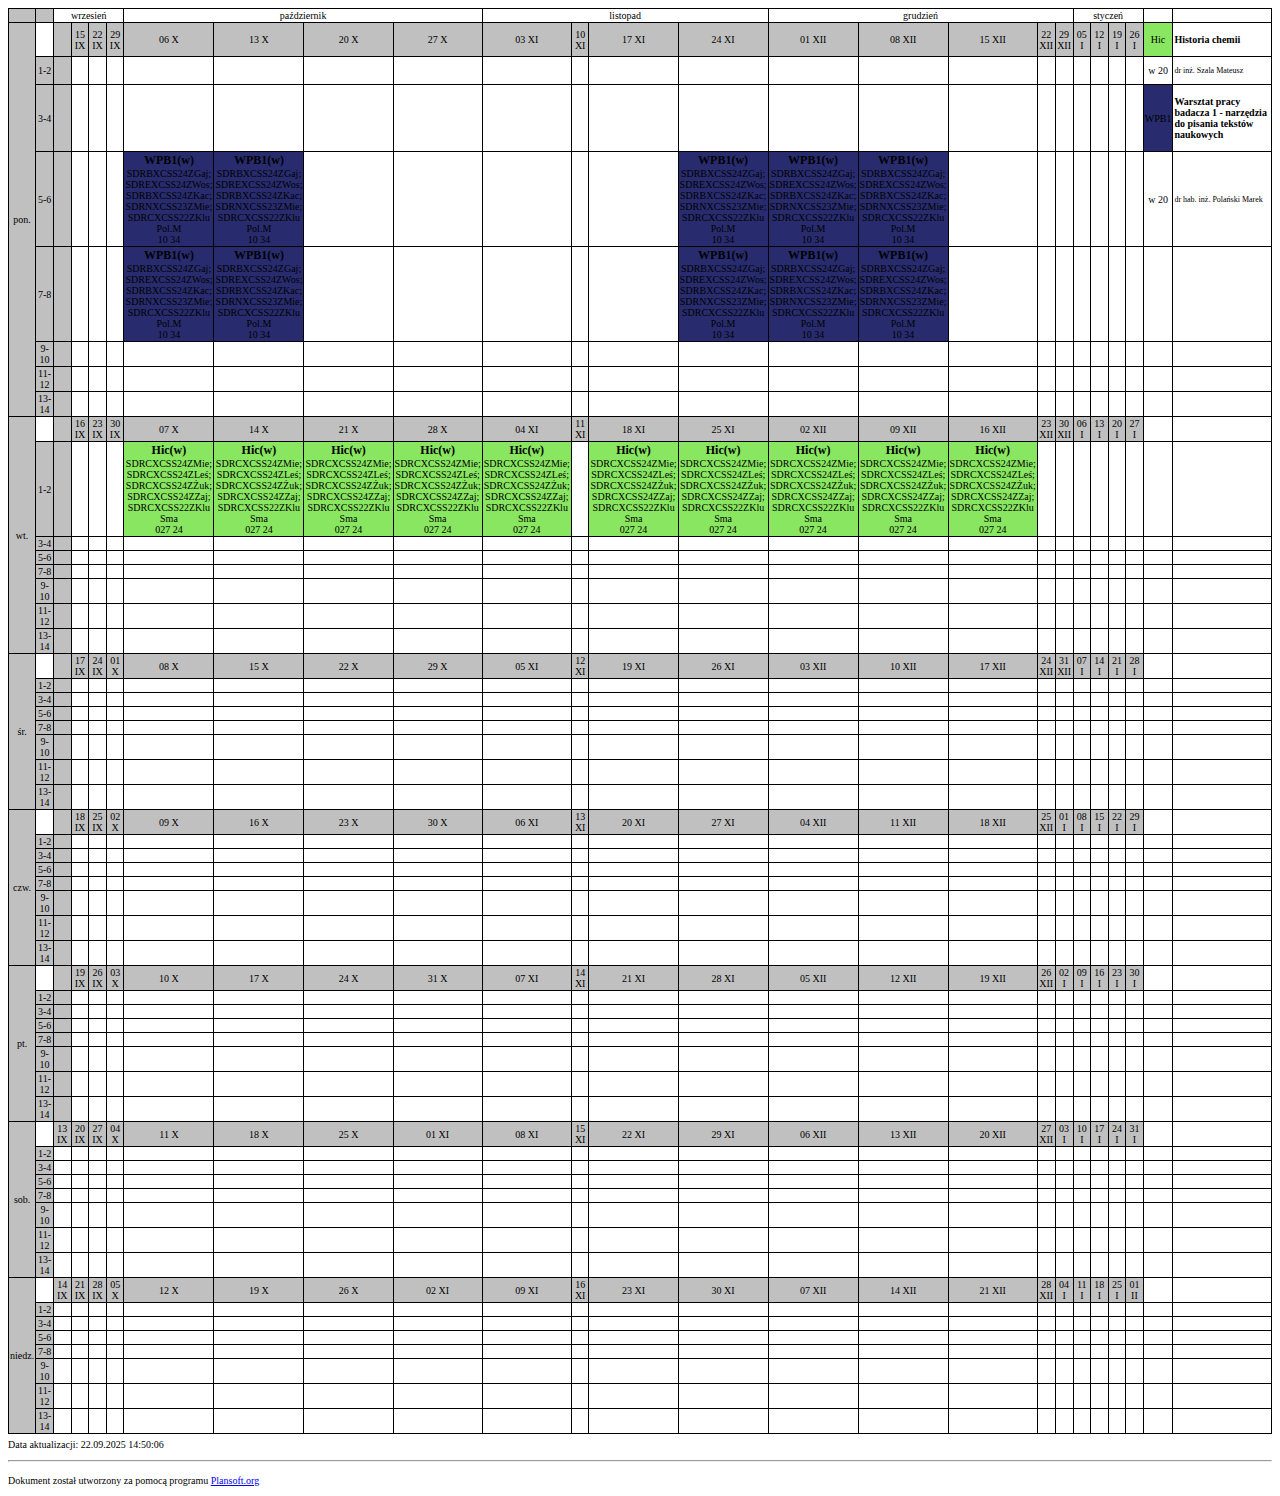 wrzesień październik listopad grudzień styczeń
pon. 15 IX 22 IX 29 IX 06 X 13 X 20 X 27 X 03 XI 10 XI 17 XI 24 XI 01 XII 08 XII 15 XII 22 XII 29 XII 05 I 12 I 19 I 26 I Hic Historia chemii
1-2 w 20 dr inż. Szala Mateusz
3-4 WPB1 Warsztat pracy badacza 1 - narzędzia do pisania tekstów naukowych
5-6 w 20 dr hab. inż. Polański Marek
WPB1(w) WPB1(w) WPB1(w) WPB1(w) WPB1(w)
SDRBXCSS24ZGaj; SDRBXCSS24ZGaj; SDRBXCSS24ZGaj; SDRBXCSS24ZGaj; SDRBXCSS24ZGaj;
SDREXCSS24ZWos; SDREXCSS24ZWos; SDREXCSS24ZWos; SDREXCSS24ZWos; SDREXCSS24ZWos;
SDRBXCSS24ZKac; SDRBXCSS24ZKac; SDRBXCSS24ZKac; SDRBXCSS24ZKac; SDRBXCSS24ZKac;
SDRNXCSS23ZMie; SDRNXCSS23ZMie; SDRNXCSS23ZMie; SDRNXCSS23ZMie; SDRNXCSS23ZMie;
SDRCXCSS22ZKlu SDRCXCSS22ZKlu SDRCXCSS22ZKlu SDRCXCSS22ZKlu SDRCXCSS22ZKlu
Pol.M Pol.M Pol.M Pol.M Pol.M
10 34 10 34 10 34 10 34 10 34
7-8
WPB1(w) WPB1(w) WPB1(w) WPB1(w) WPB1(w)
SDRBXCSS24ZGaj; SDRBXCSS24ZGaj; SDRBXCSS24ZGaj; SDRBXCSS24ZGaj; SDRBXCSS24ZGaj;
SDREXCSS24ZWos; SDREXCSS24ZWos; SDREXCSS24ZWos; SDREXCSS24ZWos; SDREXCSS24ZWos;
SDRBXCSS24ZKac; SDRBXCSS24ZKac; SDRBXCSS24ZKac; SDRBXCSS24ZKac; SDRBXCSS24ZKac;
SDRNXCSS23ZMie; SDRNXCSS23ZMie; SDRNXCSS23ZMie; SDRNXCSS23ZMie; SDRNXCSS23ZMie;
SDRCXCSS22ZKlu SDRCXCSS22ZKlu SDRCXCSS22ZKlu SDRCXCSS22ZKlu SDRCXCSS22ZKlu
Pol.M Pol.M Pol.M Pol.M Pol.M
10 34 10 34 10 34 10 34 10 34
9-10
11-12
13-14
wt. 16 IX 23 IX 30 IX 07 X 14 X 21 X 28 X 04 XI 11 XI 18 XI 25 XI 02 XII 09 XII 16 XII 23 XII 30 XII 06 I 13 I 20 I 27 I
1-2
Hic(w) Hic(w) Hic(w) Hic(w) Hic(w) Hic(w) Hic(w) Hic(w) Hic(w) Hic(w)
SDRCXCSS24ZMie; SDRCXCSS24ZMie; SDRCXCSS24ZMie; SDRCXCSS24ZMie; SDRCXCSS24ZMie; SDRCXCSS24ZMie; SDRCXCSS24ZMie; SDRCXCSS24ZMie; SDRCXCSS24ZMie; SDRCXCSS24ZMie;
SDRCXCSS24ZLeś; SDRCXCSS24ZLeś; SDRCXCSS24ZLeś; SDRCXCSS24ZLeś; SDRCXCSS24ZLeś; SDRCXCSS24ZLeś; SDRCXCSS24ZLeś; SDRCXCSS24ZLeś; SDRCXCSS24ZLeś; SDRCXCSS24ZLeś;
SDRCXCSS24ZŻuk; SDRCXCSS24ZŻuk; SDRCXCSS24ZŻuk; SDRCXCSS24ZŻuk; SDRCXCSS24ZŻuk; SDRCXCSS24ZŻuk; SDRCXCSS24ZŻuk; SDRCXCSS24ZŻuk; SDRCXCSS24ZŻuk; SDRCXCSS24ZŻuk;
SDRCXCSS24ZZaj; SDRCXCSS24ZZaj; SDRCXCSS24ZZaj; SDRCXCSS24ZZaj; SDRCXCSS24ZZaj; SDRCXCSS24ZZaj; SDRCXCSS24ZZaj; SDRCXCSS24ZZaj; SDRCXCSS24ZZaj; SDRCXCSS24ZZaj;
SDRCXCSS22ZKlu SDRCXCSS22ZKlu SDRCXCSS22ZKlu SDRCXCSS22ZKlu SDRCXCSS22ZKlu SDRCXCSS22ZKlu SDRCXCSS22ZKlu SDRCXCSS22ZKlu SDRCXCSS22ZKlu SDRCXCSS22ZKlu
Sma Sma Sma Sma Sma Sma Sma Sma Sma Sma
027 24 027 24 027 24 027 24 027 24 027 24 027 24 027 24 027 24 027 24
3-4
5-6
7-8
9-10
11-12
13-14
śr. 17 IX 24 IX 01 X 08 X 15 X 22 X 29 X 05 XI 12 XI 19 XI 26 XI 03 XII 10 XII 17 XII 24 XII 31 XII 07 I 14 I 21 I 28 I
1-2
3-4
5-6
7-8
9-10
11-12
13-14
czw. 18 IX 25 IX 02 X 09 X 16 X 23 X 30 X 06 XI 13 XI 20 XI 27 XI 04 XII 11 XII 18 XII 25 XII 01 I 08 I 15 I 22 I 29 I
1-2
3-4
5-6
7-8
9-10
11-12
13-14
pt. 19 IX 26 IX 03 X 10 X 17 X 24 X 31 X 07 XI 14 XI 21 XI 28 XI 05 XII 12 XII 19 XII 26 XII 02 I 09 I 16 I 23 I 30 I
1-2
3-4
5-6
7-8
9-10
11-12
13-14
sob. 13 IX 20 IX 27 IX 04 X 11 X 18 X 25 X 01 XI 08 XI 15 XI 22 XI 29 XI 06 XII 13 XII 20 XII 27 XII 03 I 10 I 17 I 24 I 31 I
1-2
3-4
5-6
7-8
9-10
11-12
13-14
niedz. 14 IX 21 IX 28 IX 05 X 12 X 19 X 26 X 02 XI 09 XI 16 XI 23 XI 30 XI 07 XII 14 XII 21 XII 28 XII 04 I 11 I 18 I 25 I 01 II
1-2
3-4
5-6
7-8
9-10
11-12
13-14
Data aktualizacji: 22.09.2025 14:50:06
Dokument został utworzony za pomocą programu Plansoft.org